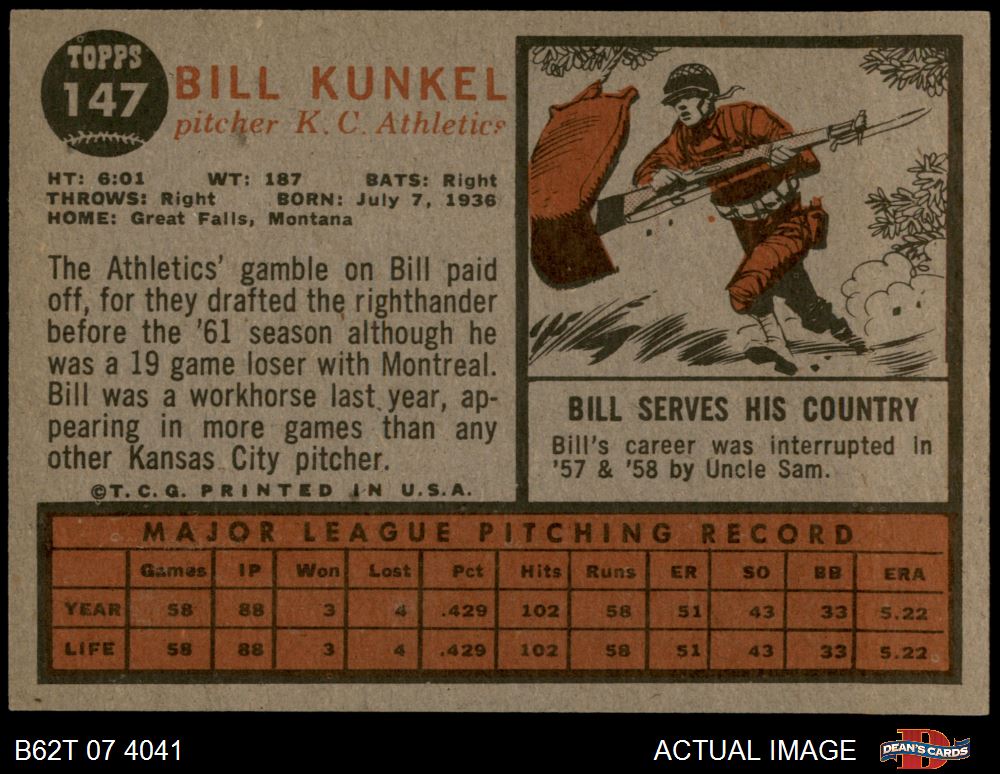 TOPPS
147
BILL KUNKEL
pitcher K. C. Athletics
HT: 6:01 WT: 187 BATS: Right
THROWS: Right BORN: July 7, 1936
HOME: Great Falls, Montana
The Athletics' gamble on Bill paid
off, for they drafted the righthander
before the '61 season although he
was a 19 game loser with Montreal.
Bill was a workhorse last year, ap-
pearing in more games than any
other Kansas City pitcher.
©T. C. G. PRINTED IN U.S.A.
BILL SERVES HIS COUNTRY
Bill's career was interrupted in
'57 & '58 by Uncle Sam.
MAJOR LEAGUE PITCHING RECORD
Games IP Won Lost Pct Hits Runs ER SO BB ERA
YEAR 58 88 3 4 .429 102 58 51 43 33 5.22
LIFE 58 88 3 4 .429 102 58 51 43 33 5.22
B62T 07 4041 ACTUAL IMAGE DEAN'S CARDS